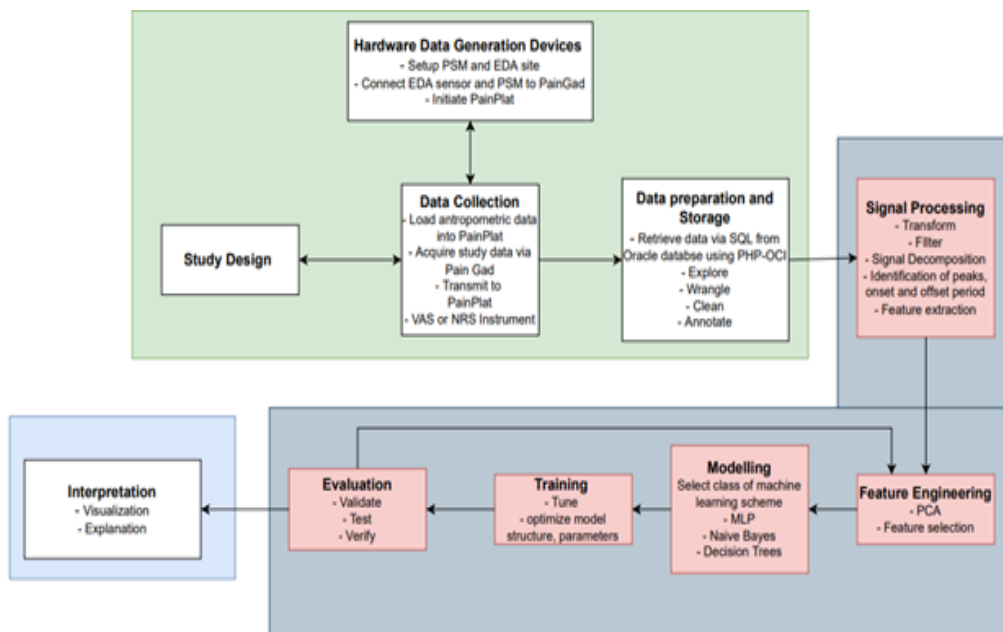 Hardware Data Generation Devices
- Setup PSM and EDA site
- Connect EDA sensor and PSM to PainGad
- Initiate PainPlat
Study Design
Data Collection
- Load antropometric data
into PainPlat
- Acquire study data via
Pain Gad
- Transmit to
PainPlat
- VAS or NRS Instrument
Data preparation and
Storage
- Retrieve data via SQL from
Oracle databse using PHP-OCI
- Explore
- Wrangle
- Clean
- Annotate
Signal Processing
- Transform
- Filter
- Signal Decomposition
- Identification of peaks,
onset and offset period
- Feature extraction
Feature Engineering
- PCA
- Feature selection
Modelling
Select class of machine
learning scheme
- MLP
- Naive Bayes
- Decision Trees
Training
- Tune
- optimize model
structure, parameters
Evaluation
- Validate
- Test
- Verify
Interpretation
- Visualization
- Explanation